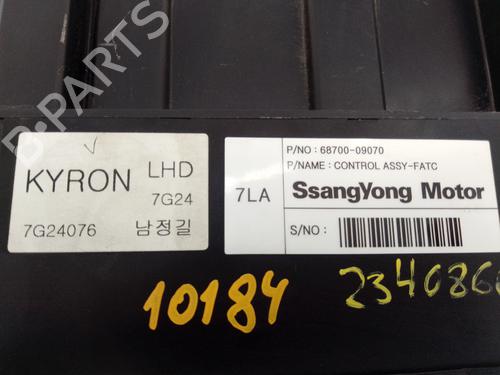 B-PARTS
KYRON LHD
7G24
7G24076 남정길
7LA
P/NO : 68700-09070
P/NAME : CONTROL ASSY-FATC
SsangYong Motor
S/NO :
10184